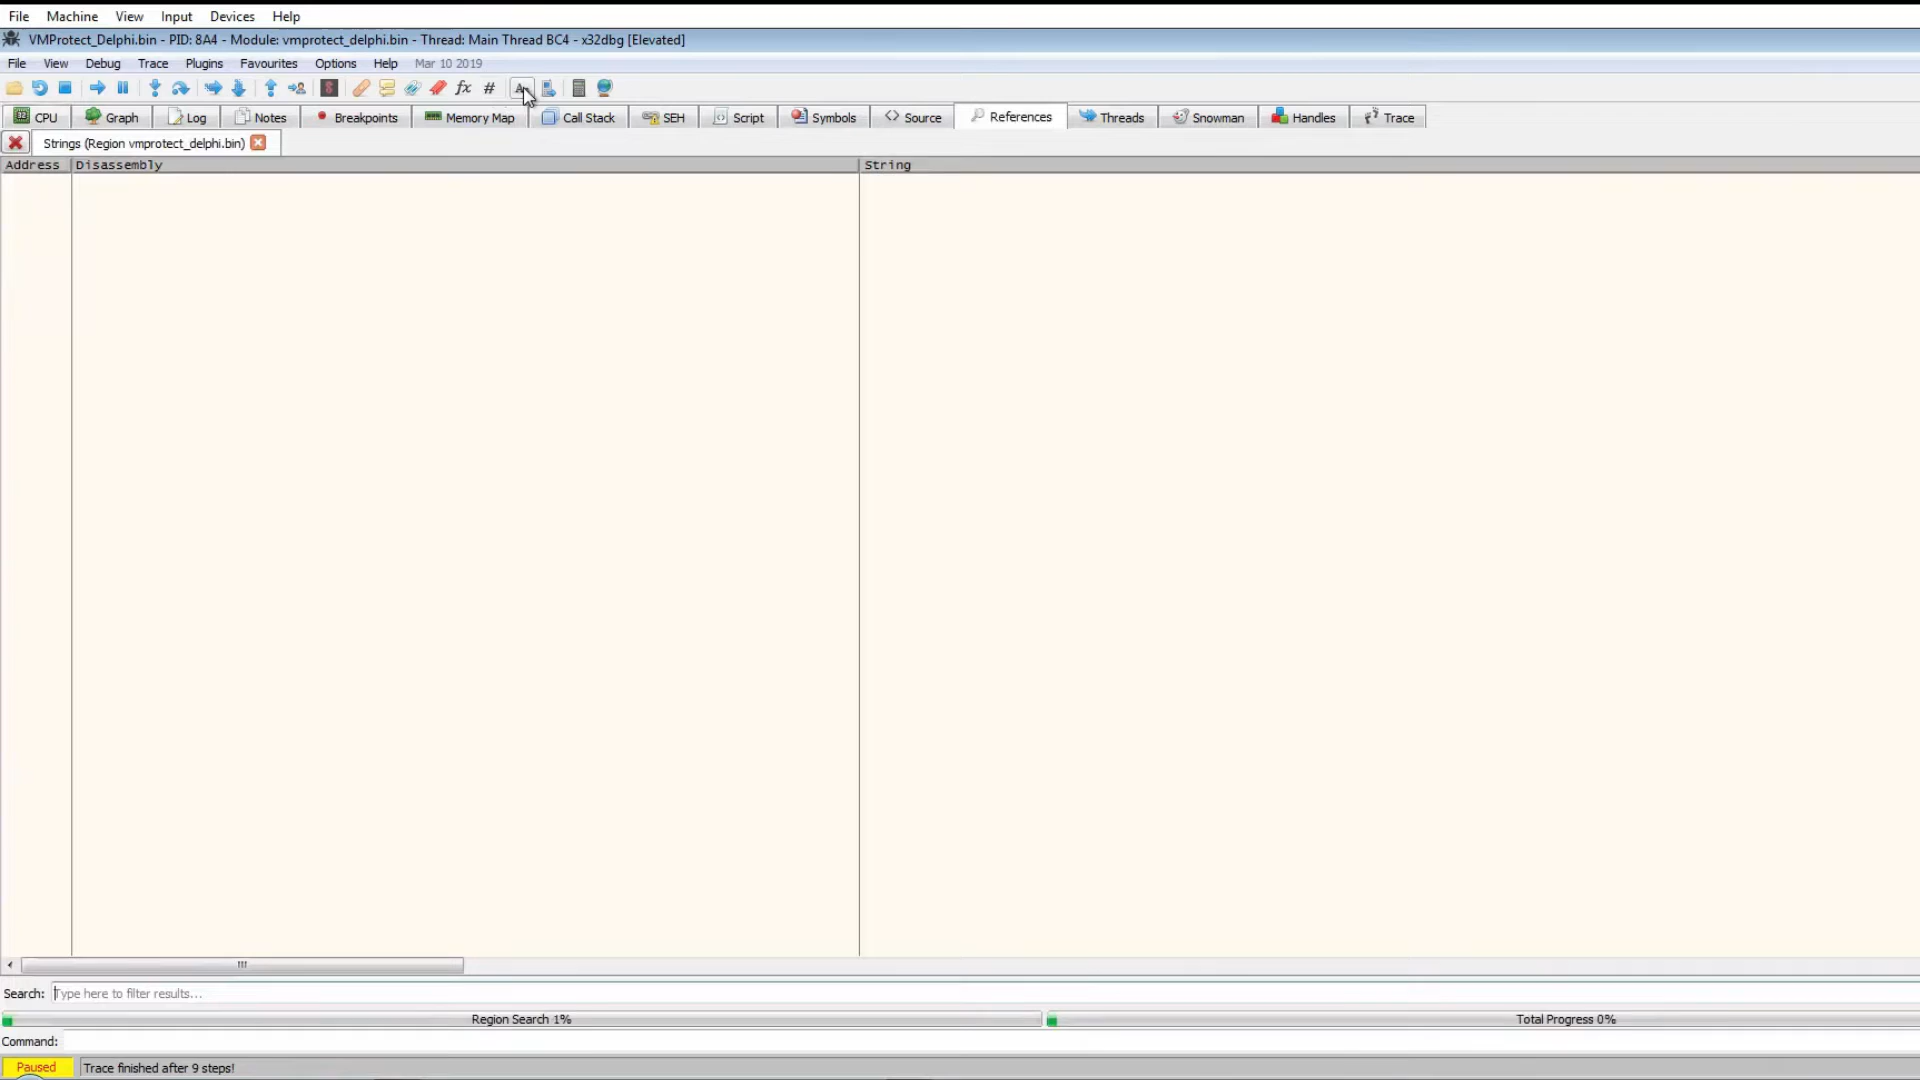 File Machine View Input Devices Help
VMProtect_Delphi.bin - PID: 8A4 - Module: vmprotect_delphi.bin - Thread: Main Thread BC4 - x32dbg [Elevated]
File View Debug Trace Plugins Favourites Options Help Mar 10 2019
fx #
CPU Graph Log Notes Breakpoints Memory Map Call Stack SEH Script Symbols Source References Threads Snowman Handles Trace
Strings (Region vmprotect_delphi.bin)
Address Disassembly String
Search: Type here to filter results...
Region Search 1% Total Progress 0%
Command:
Paused Trace finished after 9 steps!